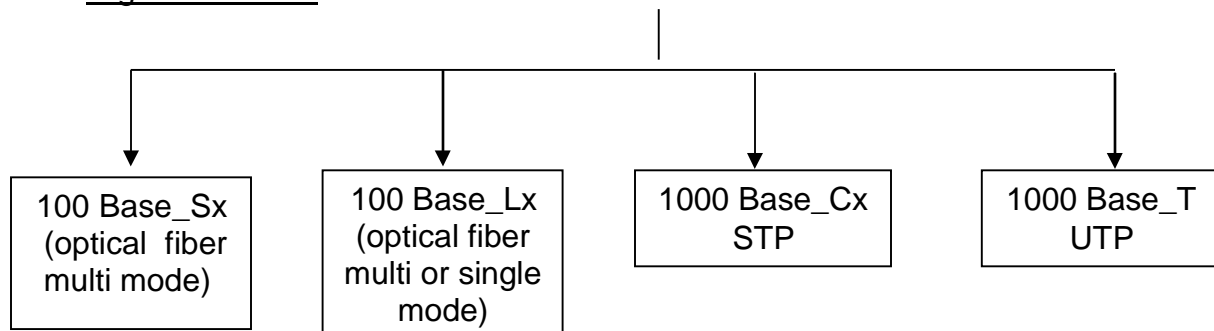 100 Base_Sx
(optical fiber
multi mode)
100 Base_Lx
(optical fiber
multi or single
mode)
1000 Base_Cx
STP
1000 Base_T
UTP